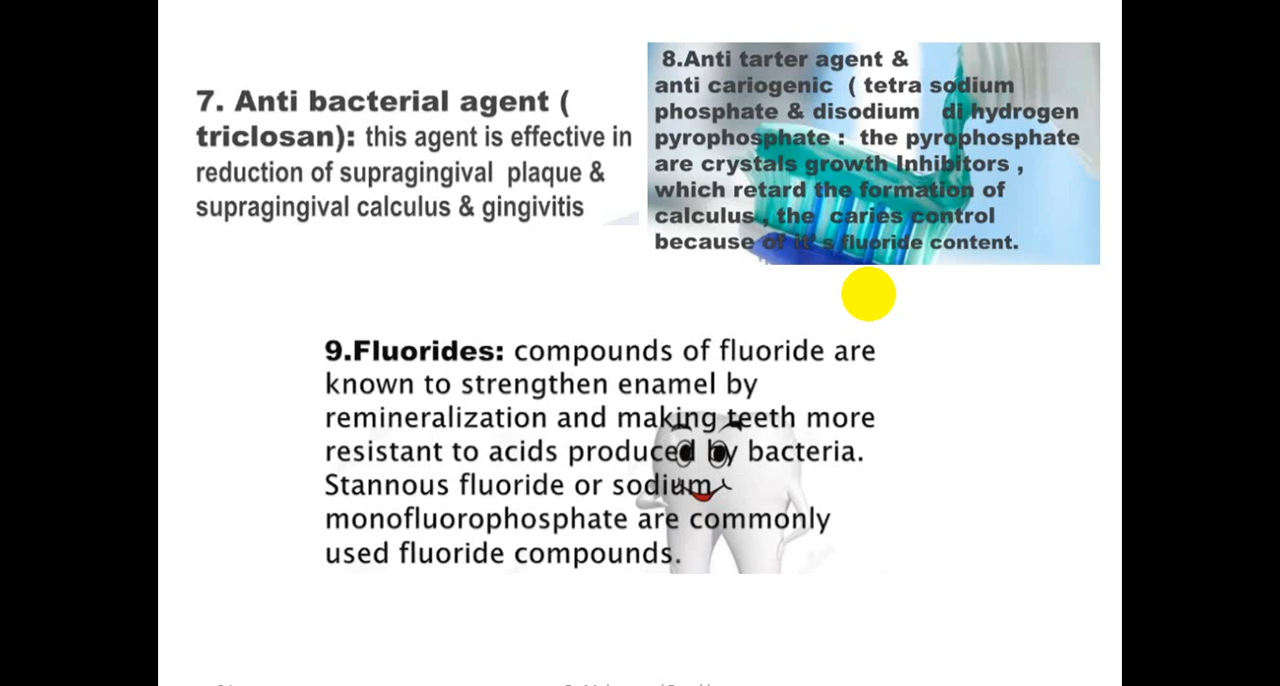 7. Anti bacterial agent (
triclosan): this agent is effective in
reduction of supragingival plaque &
supragingival calculus & gingivitis
8.Anti tarter agent &
anti cariogenic ( tetra sodium
phosphate & disodium di hydrogen
pyrophosphate : the pyrophosphate
are crystals growth Inhibitors ,
which retard the formation of
calculus , the caries control
because of it' s fluoride content.
9.Fluorides: compounds of fluoride are
known to strengthen enamel by
remineralization and making teeth more
resistant to acids produced by bacteria.
Stannous fluoride or sodium
monofluorophosphate are commonly
used fluoride compounds.